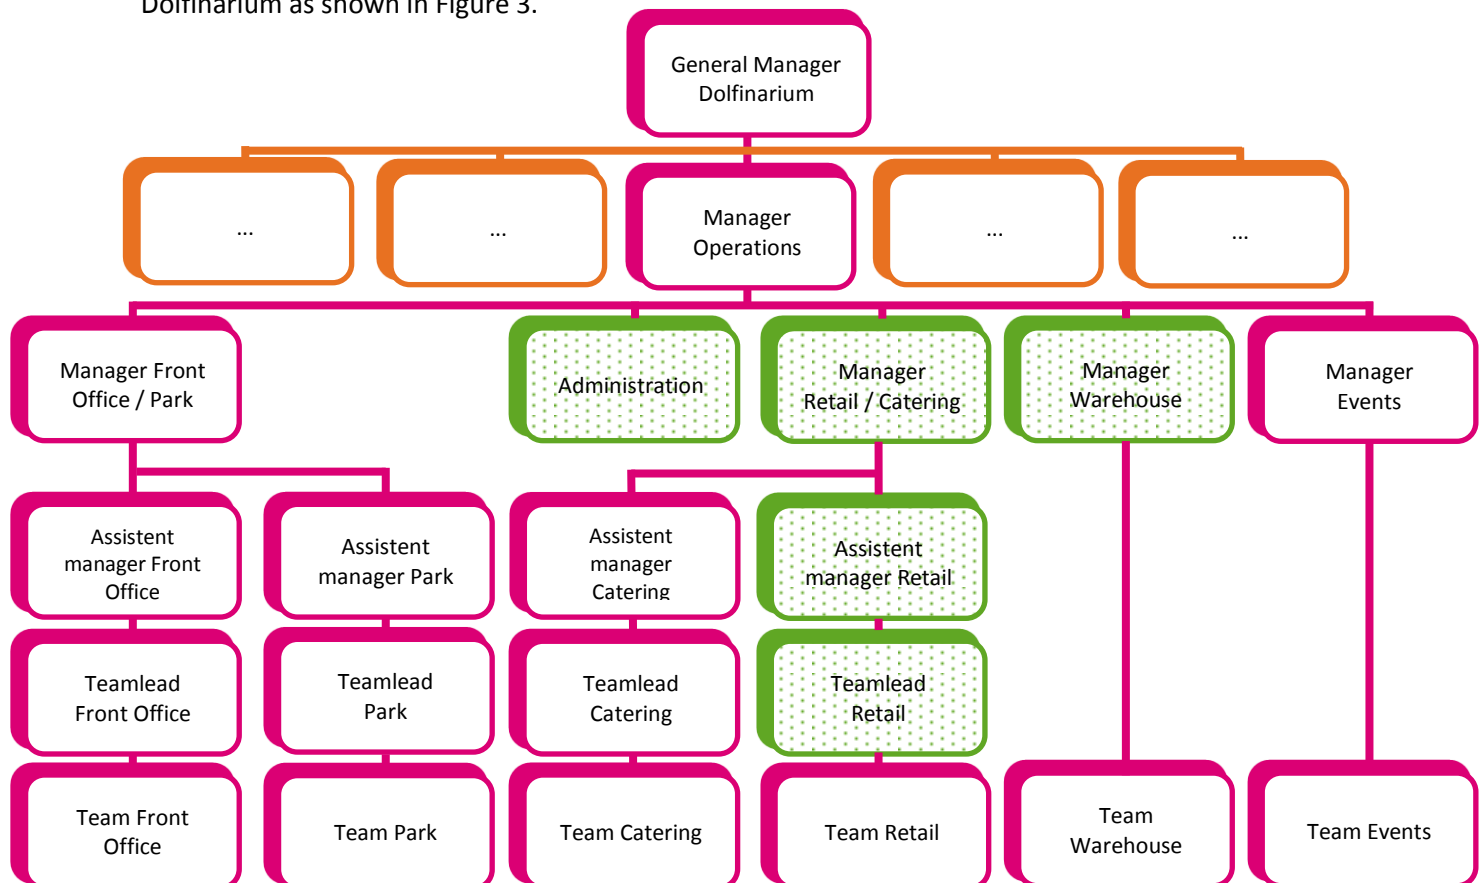 Dolfinarium as shown in Figure 3.
General Manager
Dolfinarium
...
...
Manager
Operations
...
...
Manager Front
Office / Park
Administration
Manager
Retail / Catering
Manager
Warehouse
Manager
Events
Assistent
manager Front
Office
Assistent
manager Park
Assistent
manager
Catering
Assistent
manager Retail
Teamlead
Front Office
Teamlead
Park
Teamlead
Catering
Teamlead
Retail
Team Front
Office
Team Park
Team Catering
Team Retail
Team
Warehouse
Team Events